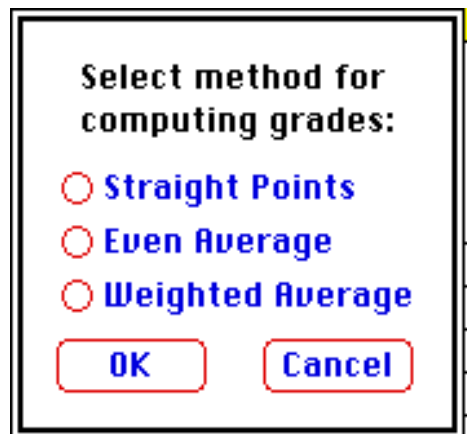 Select method for
computing grades:
Straight Points
Even Average
Weighted Average
OK Cancel